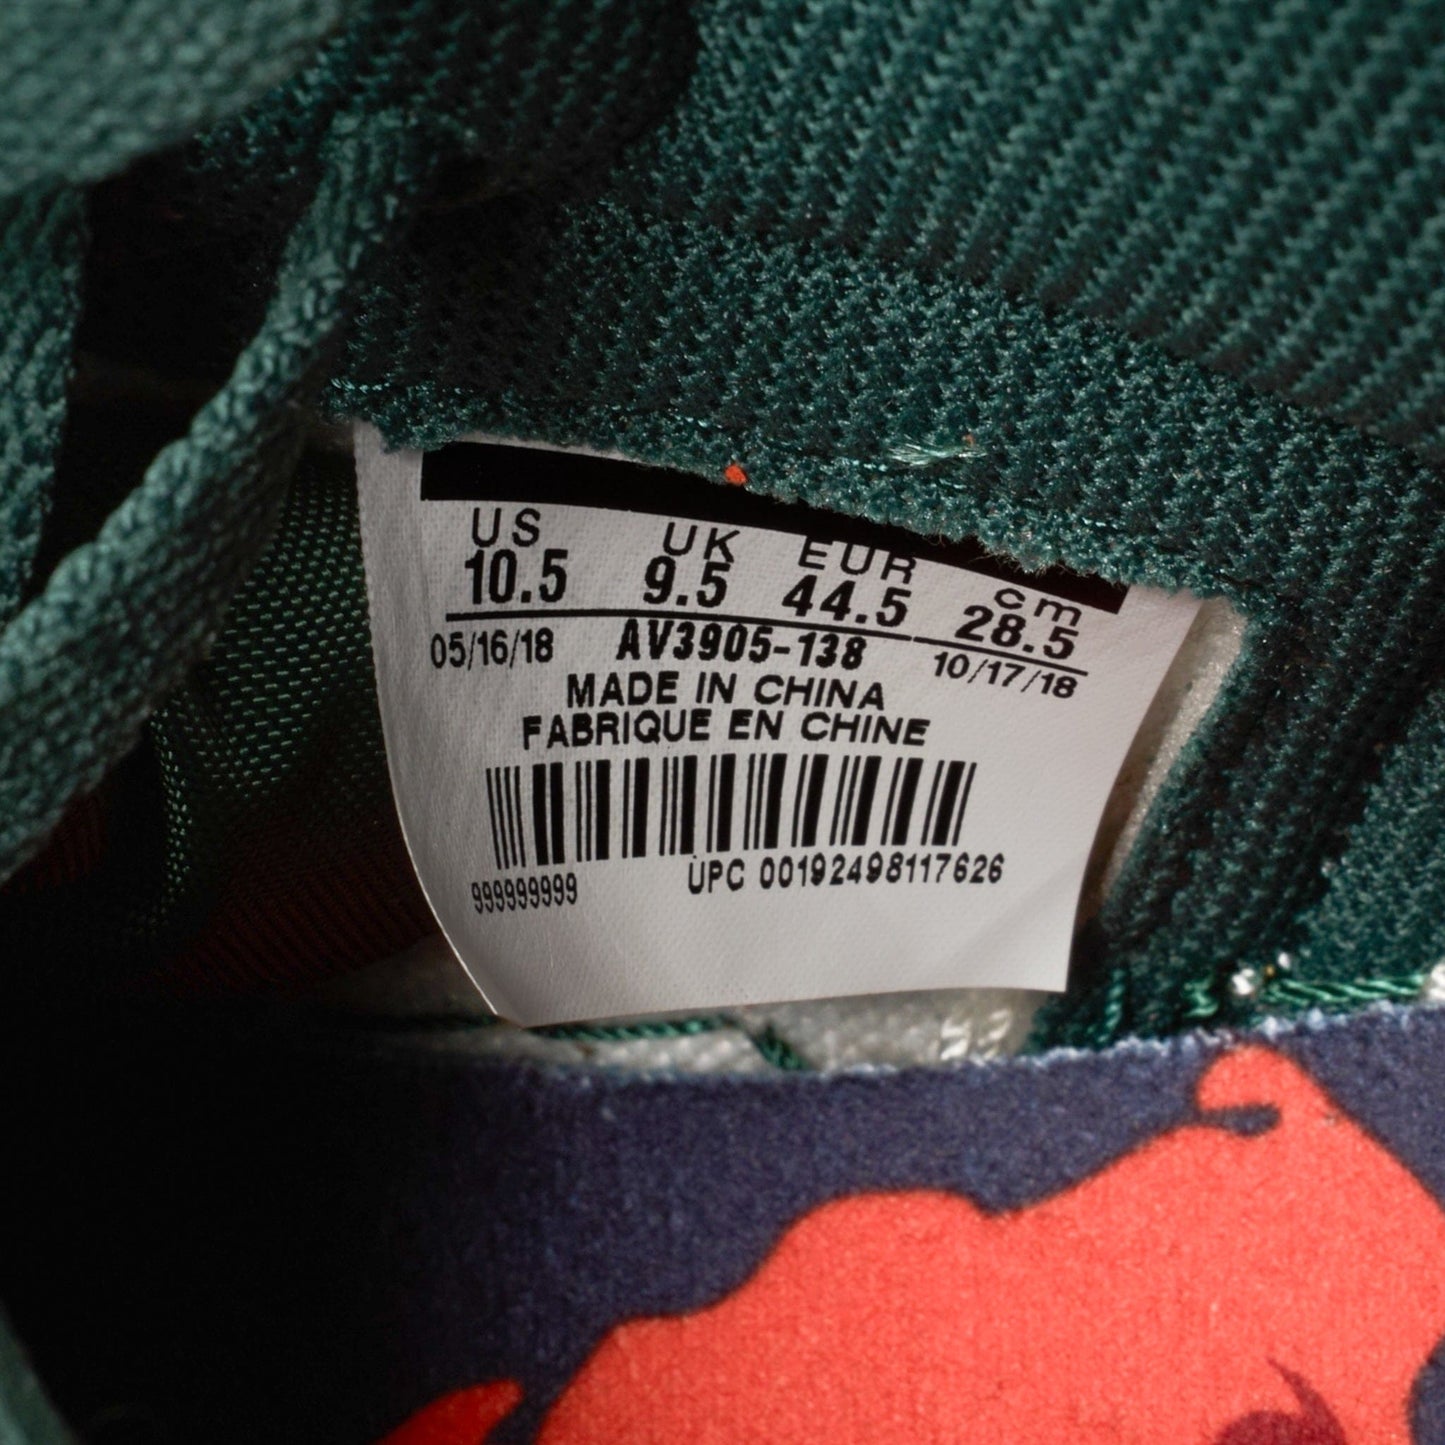 US UK EUR cm
10.5 9.5 44.5 28.5
05/16/18 AV3905-138 10/17/18
MADE IN CHINA
FABRIQUE EN CHINE
999999999 UPC 00192498117626